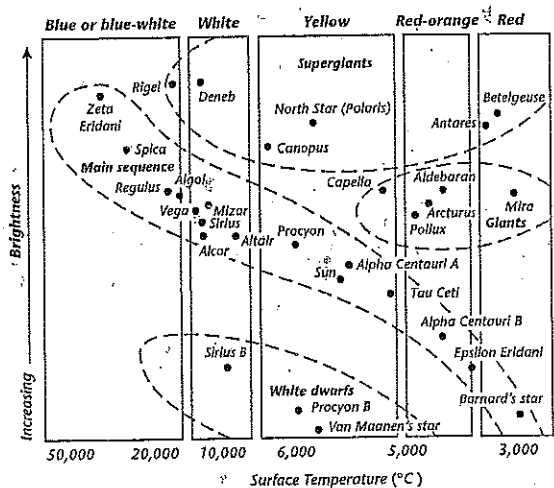 Blue or blue-white White Yellow Red-orange Red
Superglants
Rigel
Deneb
Zeta
Eridani
North Star (Polaris)
Betelgeuse
Antares
Canopus
Spica
Main sequence
Regulus
Algol
Capella
Aldebaran
Vega
Mizar
Sirius
Arcturus
Pollux
Mira
Giants
Alcor
Altair
Procyon
Alpha Centauri A
Sun
Tau Ceti
Alpha Centauri B
Sirius B
Epsilon Eridani
White dwarfs
Procyon B
Barnard's star
Van Maanen's star
Increasing Brightness
50,000 20,000 10,000 6,000 5,000 3,000
Surface Temperature (°C)